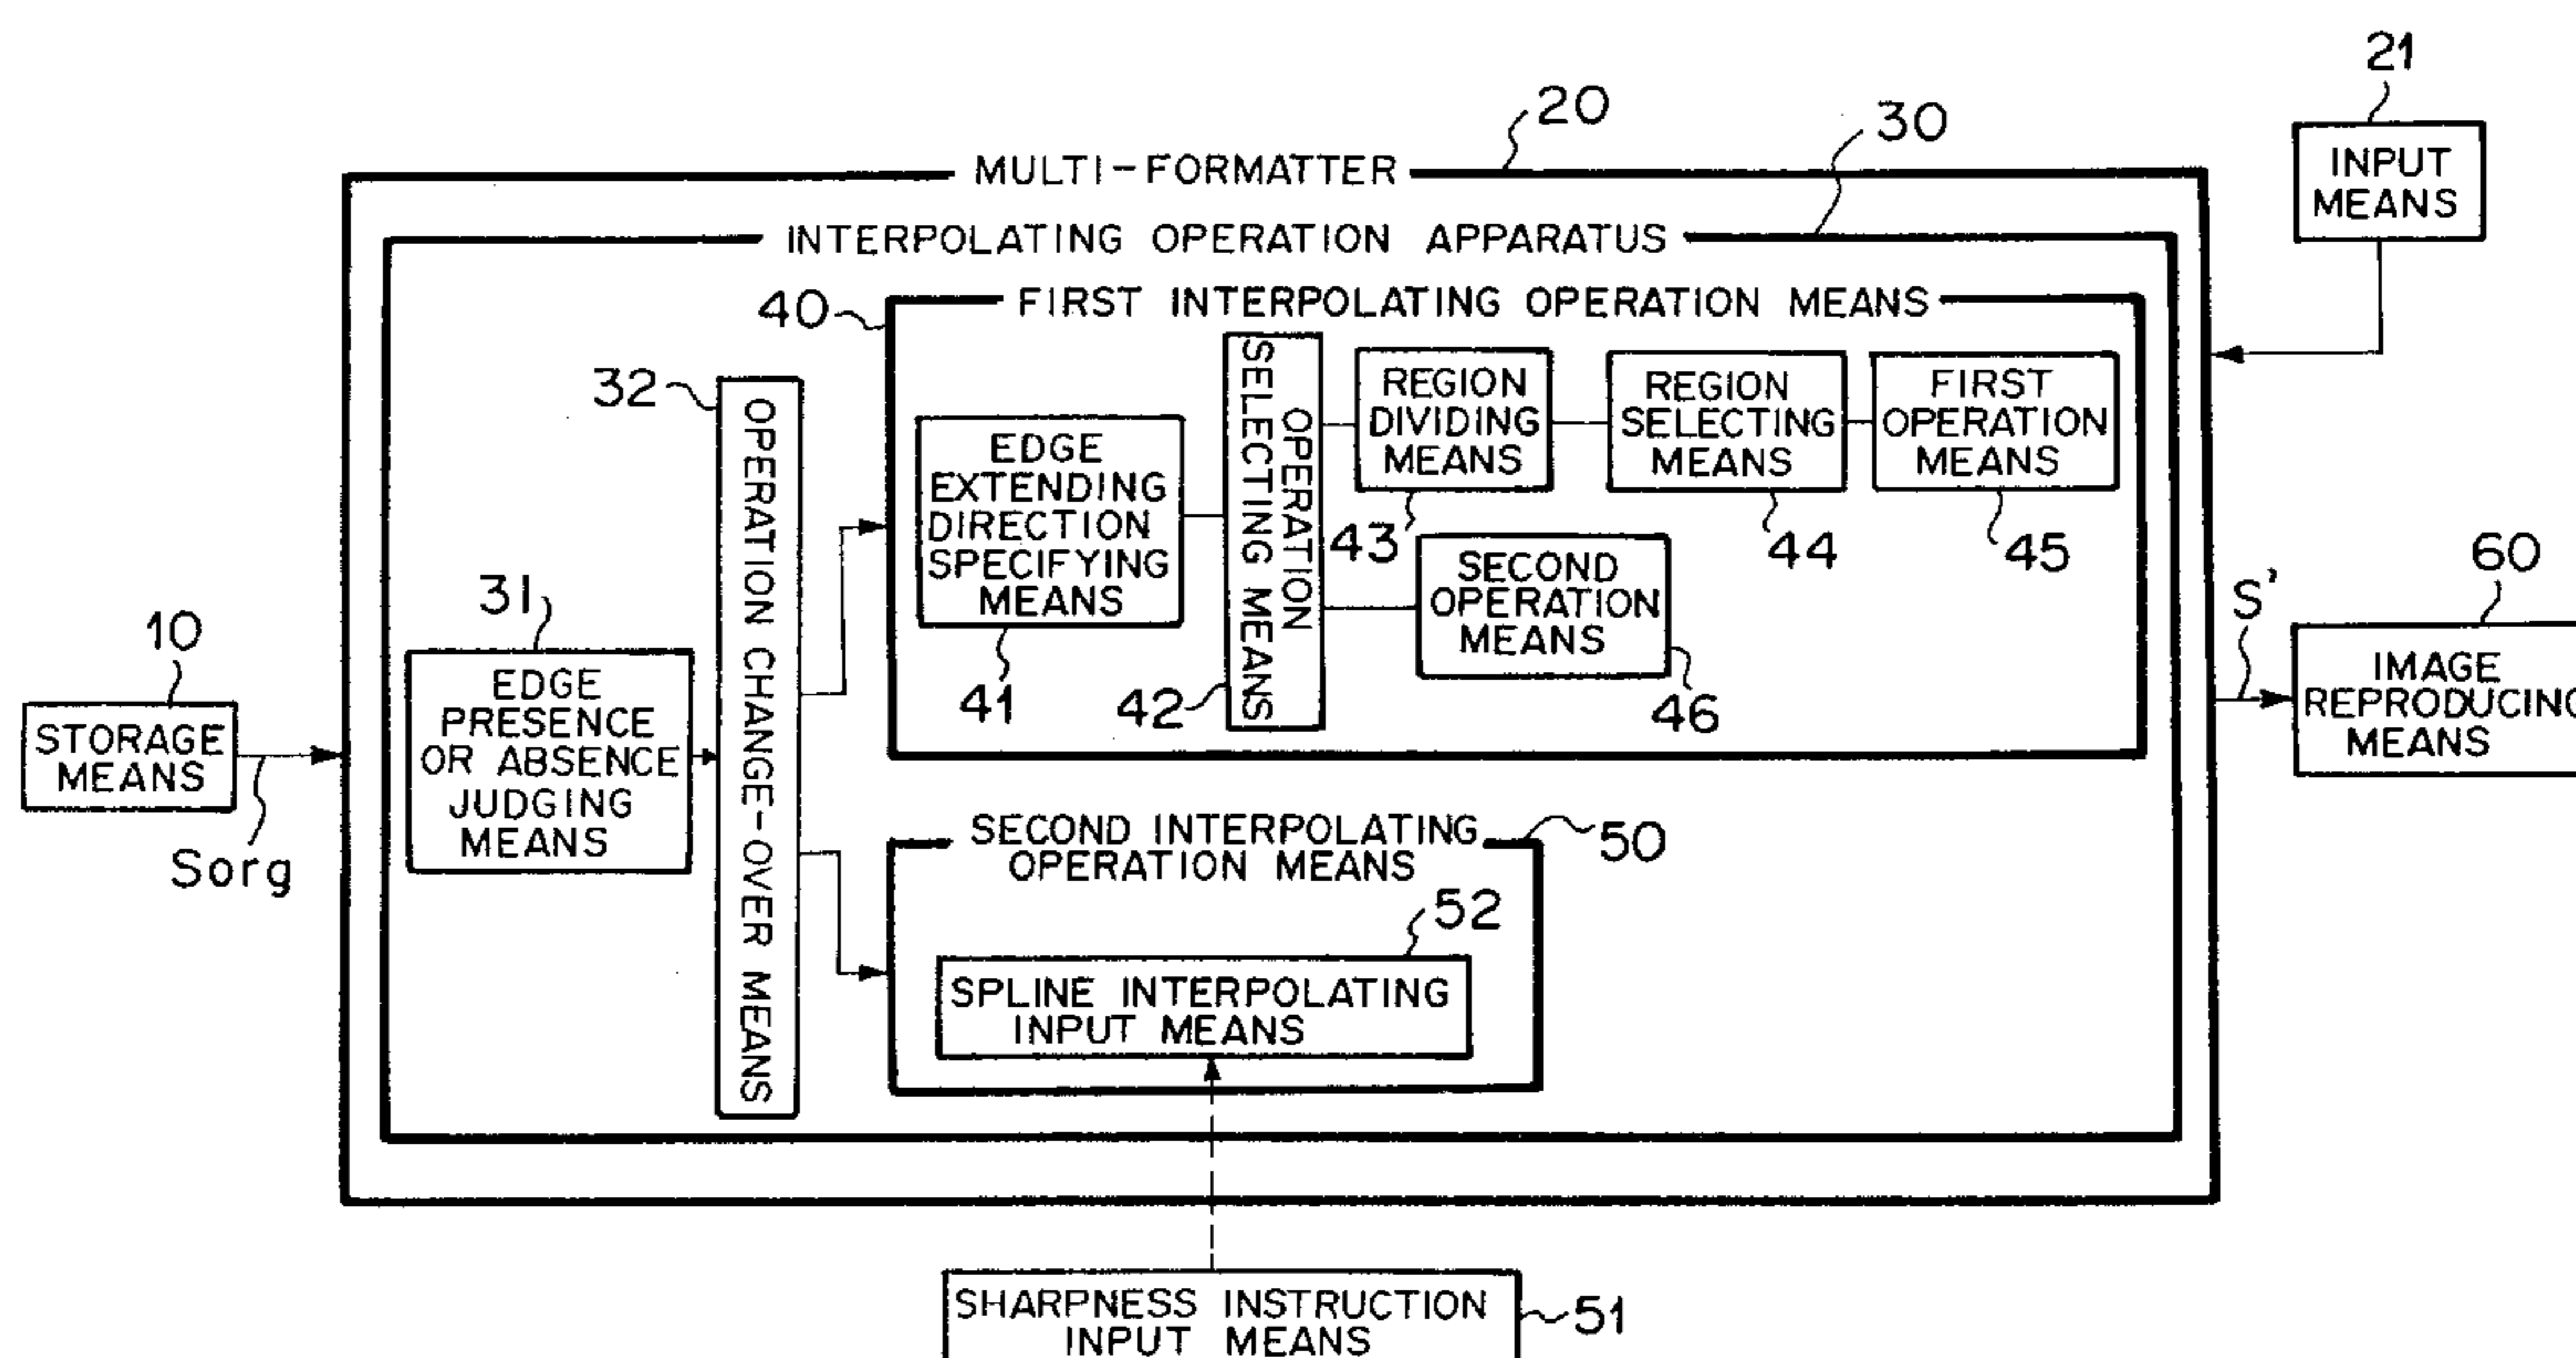 21
20
30
INPUT
MEANS
MULTI-FORMATTER
INTERPOLATING OPERATION APPARATUS
40
FIRST INTERPOLATING OPERATION MEANS
32
OPERATION CHANGE-OVER MEANS
EDGE
EXTENDING
DIRECTION
SPECIFYING
MEANS
41
OPERATION
SELECTING MEANS
42
REGION
DIVIDING
MEANS
43
REGION
SELECTING
MEANS
44
FIRST
OPERATION
MEANS
45
SECOND
OPERATION
MEANS
46
31
EDGE
PRESENCE
OR ABSENCE
JUDGING
MEANS
10
STORAGE
MEANS
Sorg
S'
60
IMAGE
REPRODUCING
MEANS
SECOND INTERPOLATING
OPERATION MEANS
50
52
SPLINE INTERPOLATING
INPUT MEANS
SHARPNESS INSTRUCTION
INPUT MEANS
51